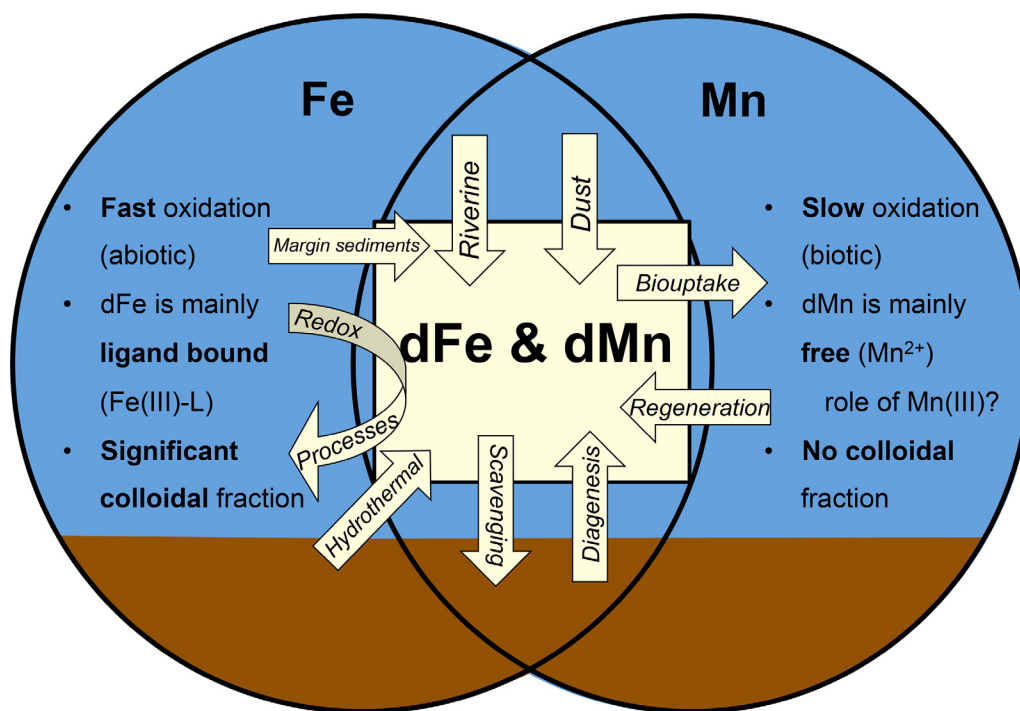 Fe
Mn
• Fast oxidation
(abiotic)
• dFe is mainly
ligand bound
(Fe(III)-L)
• Significant
colloidal fraction
Riverine
Dust
Margin sediments
Biouptake
Redox
Processes
dFe & dMn
Regeneration
Hydrothermal
Scavenging
Diagenesis
• Slow oxidation
(biotic)
• dMn is mainly
free (Mn²⁺)
role of Mn(III)?
• No colloidal
fraction